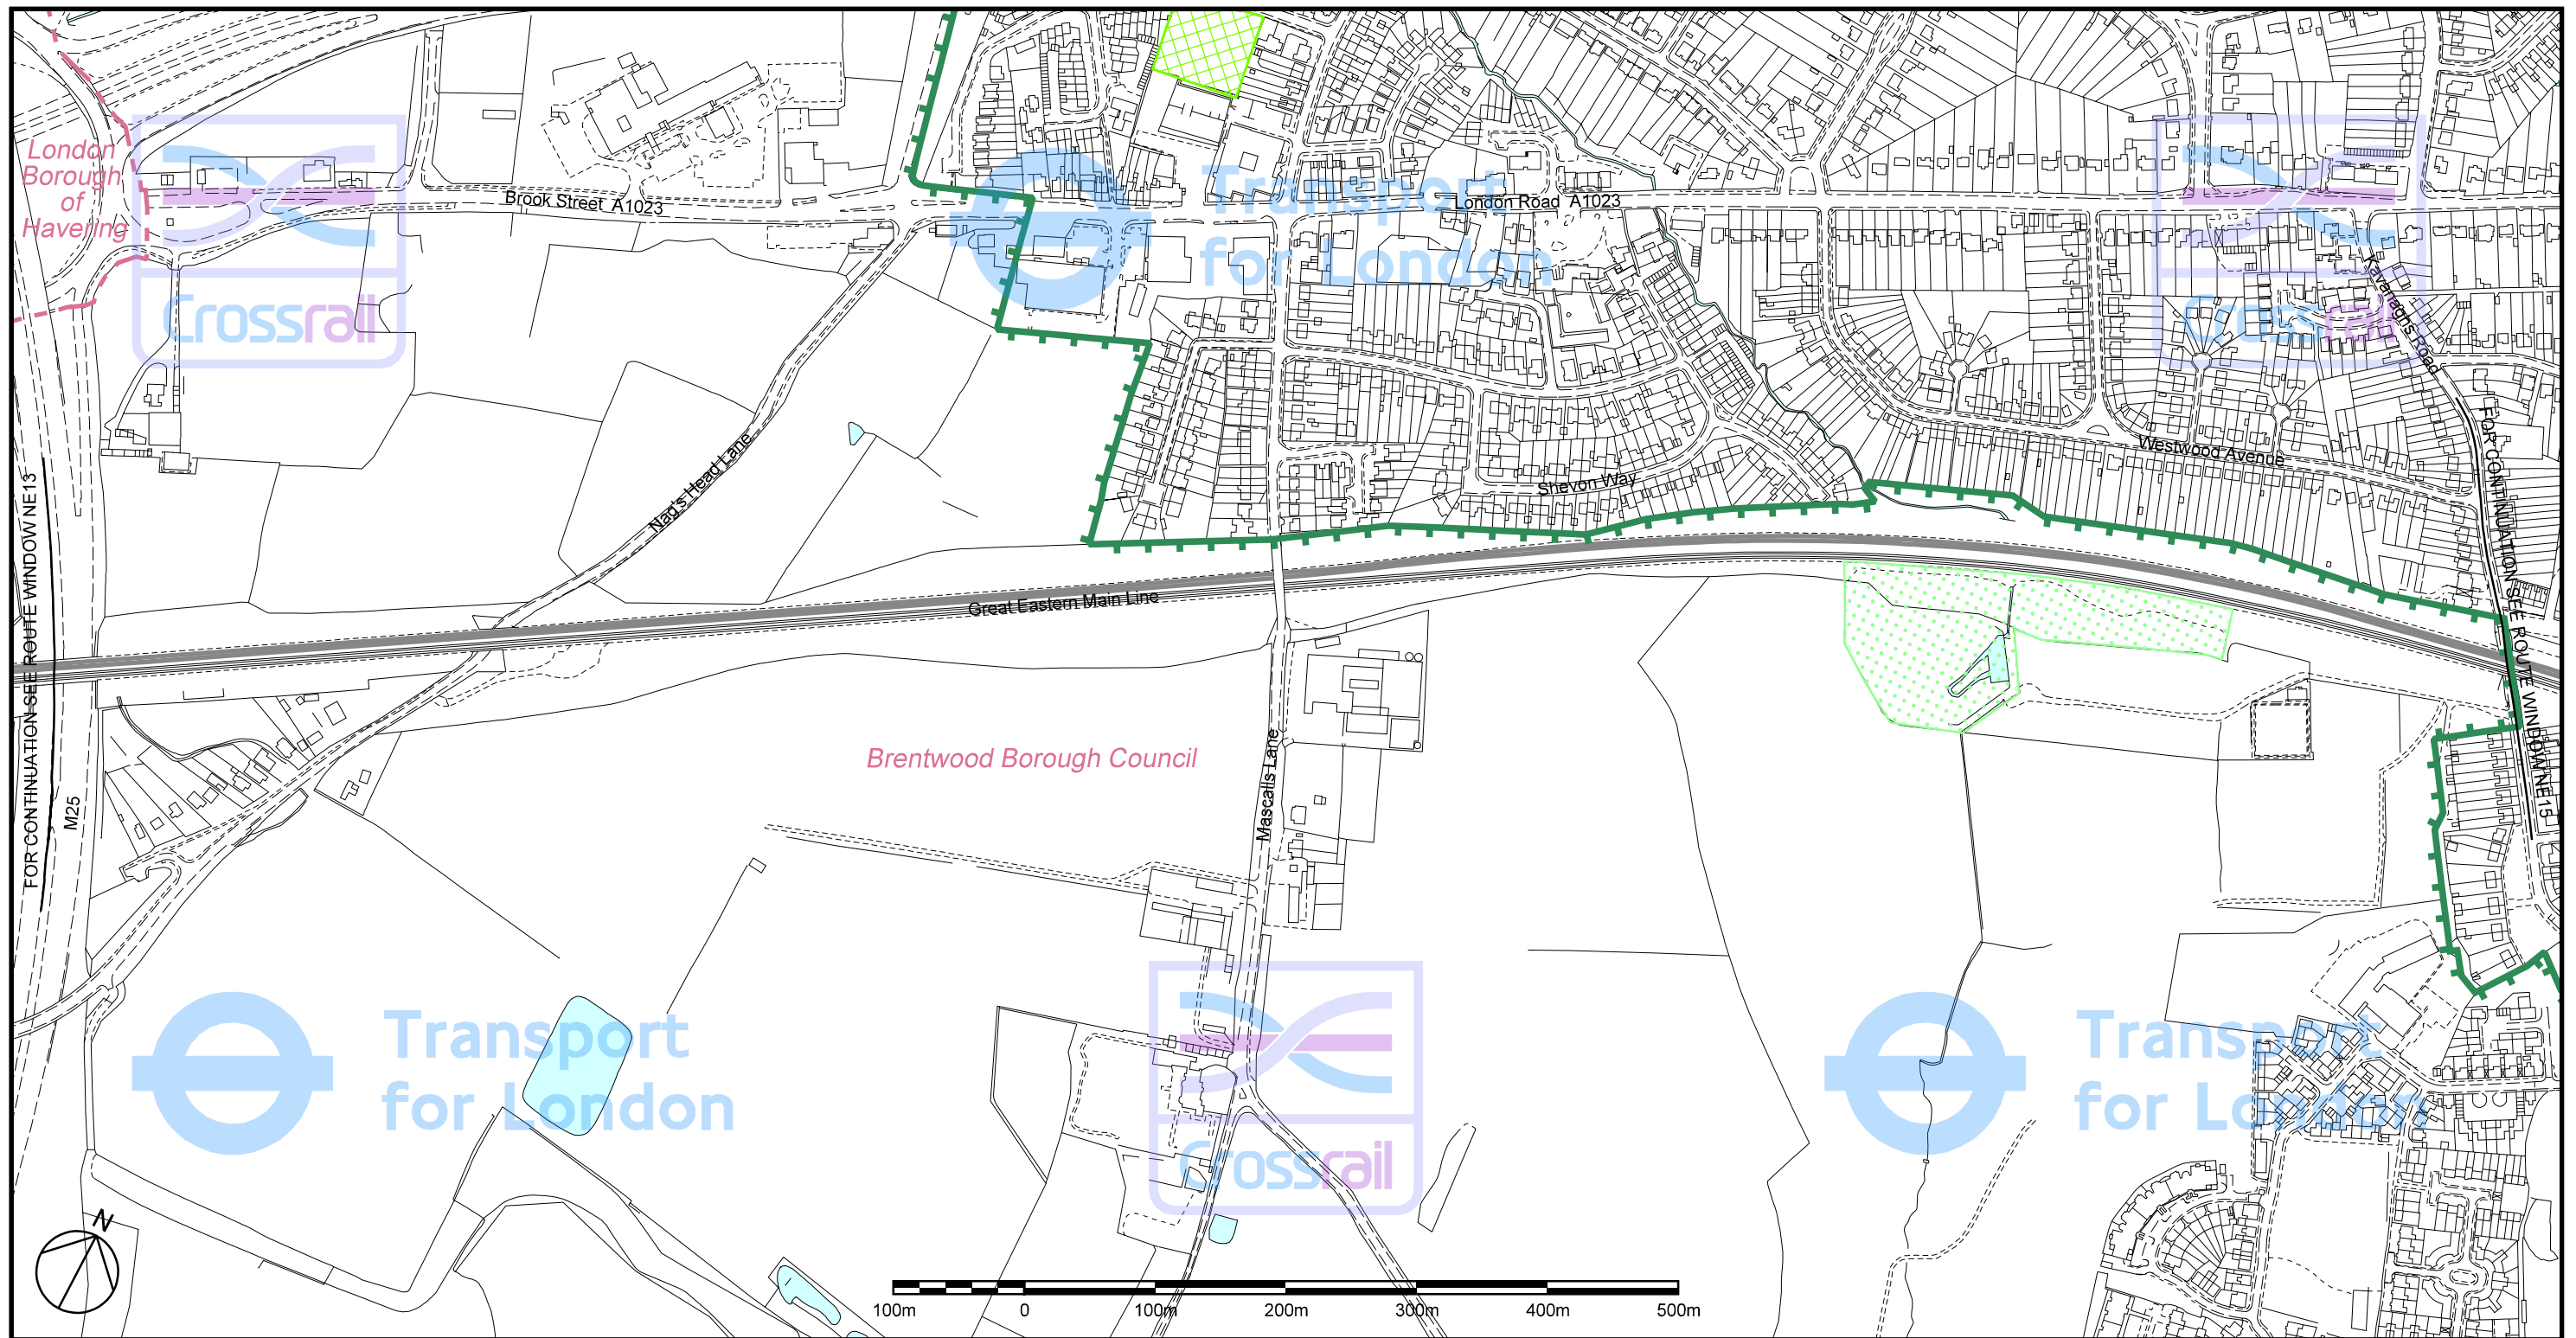 London
Borough
of
Havering
Crossrail
Brook Street A1023
Transport
for London
London Road A1023
Crossrail
Kavanaghs Road
FOR CONTINUATION SEE ROUTE WINDOW NE13
M25
Nag's Head Lane
Shevon Way
Westwood Avenue
FOR CONTINUATION SEE ROUTE WINDOW NE15
Great Eastern Main Line
Brentwood Borough Council
Mascalls Lane
Transport
for London
Crossrail
Transport
for London
N
100m 0 100m 200m 300m 400m 500m